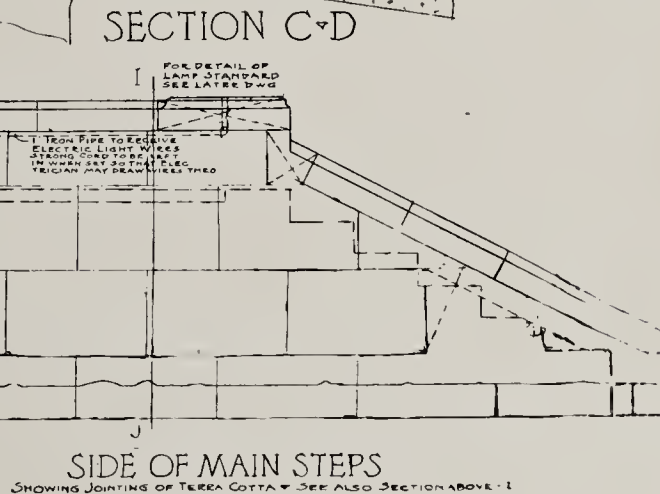 SECTION C-D
I
FOR DETAIL OF
LAMP STANDARD
SEE LATER DWG
1 IRON PIPE TO RECEIVE
ELECTRIC LIGHT WIRES
STRONG CORD TO BE LEFT
IN WHEN SET SO THAT ELEC
TRICIAN MAY DRAW WIRES THRO
J
SIDE OF MAIN STEPS
SHOWING JOINTING OF TERRA COTTA SEE ALSO SECTION ABOVE